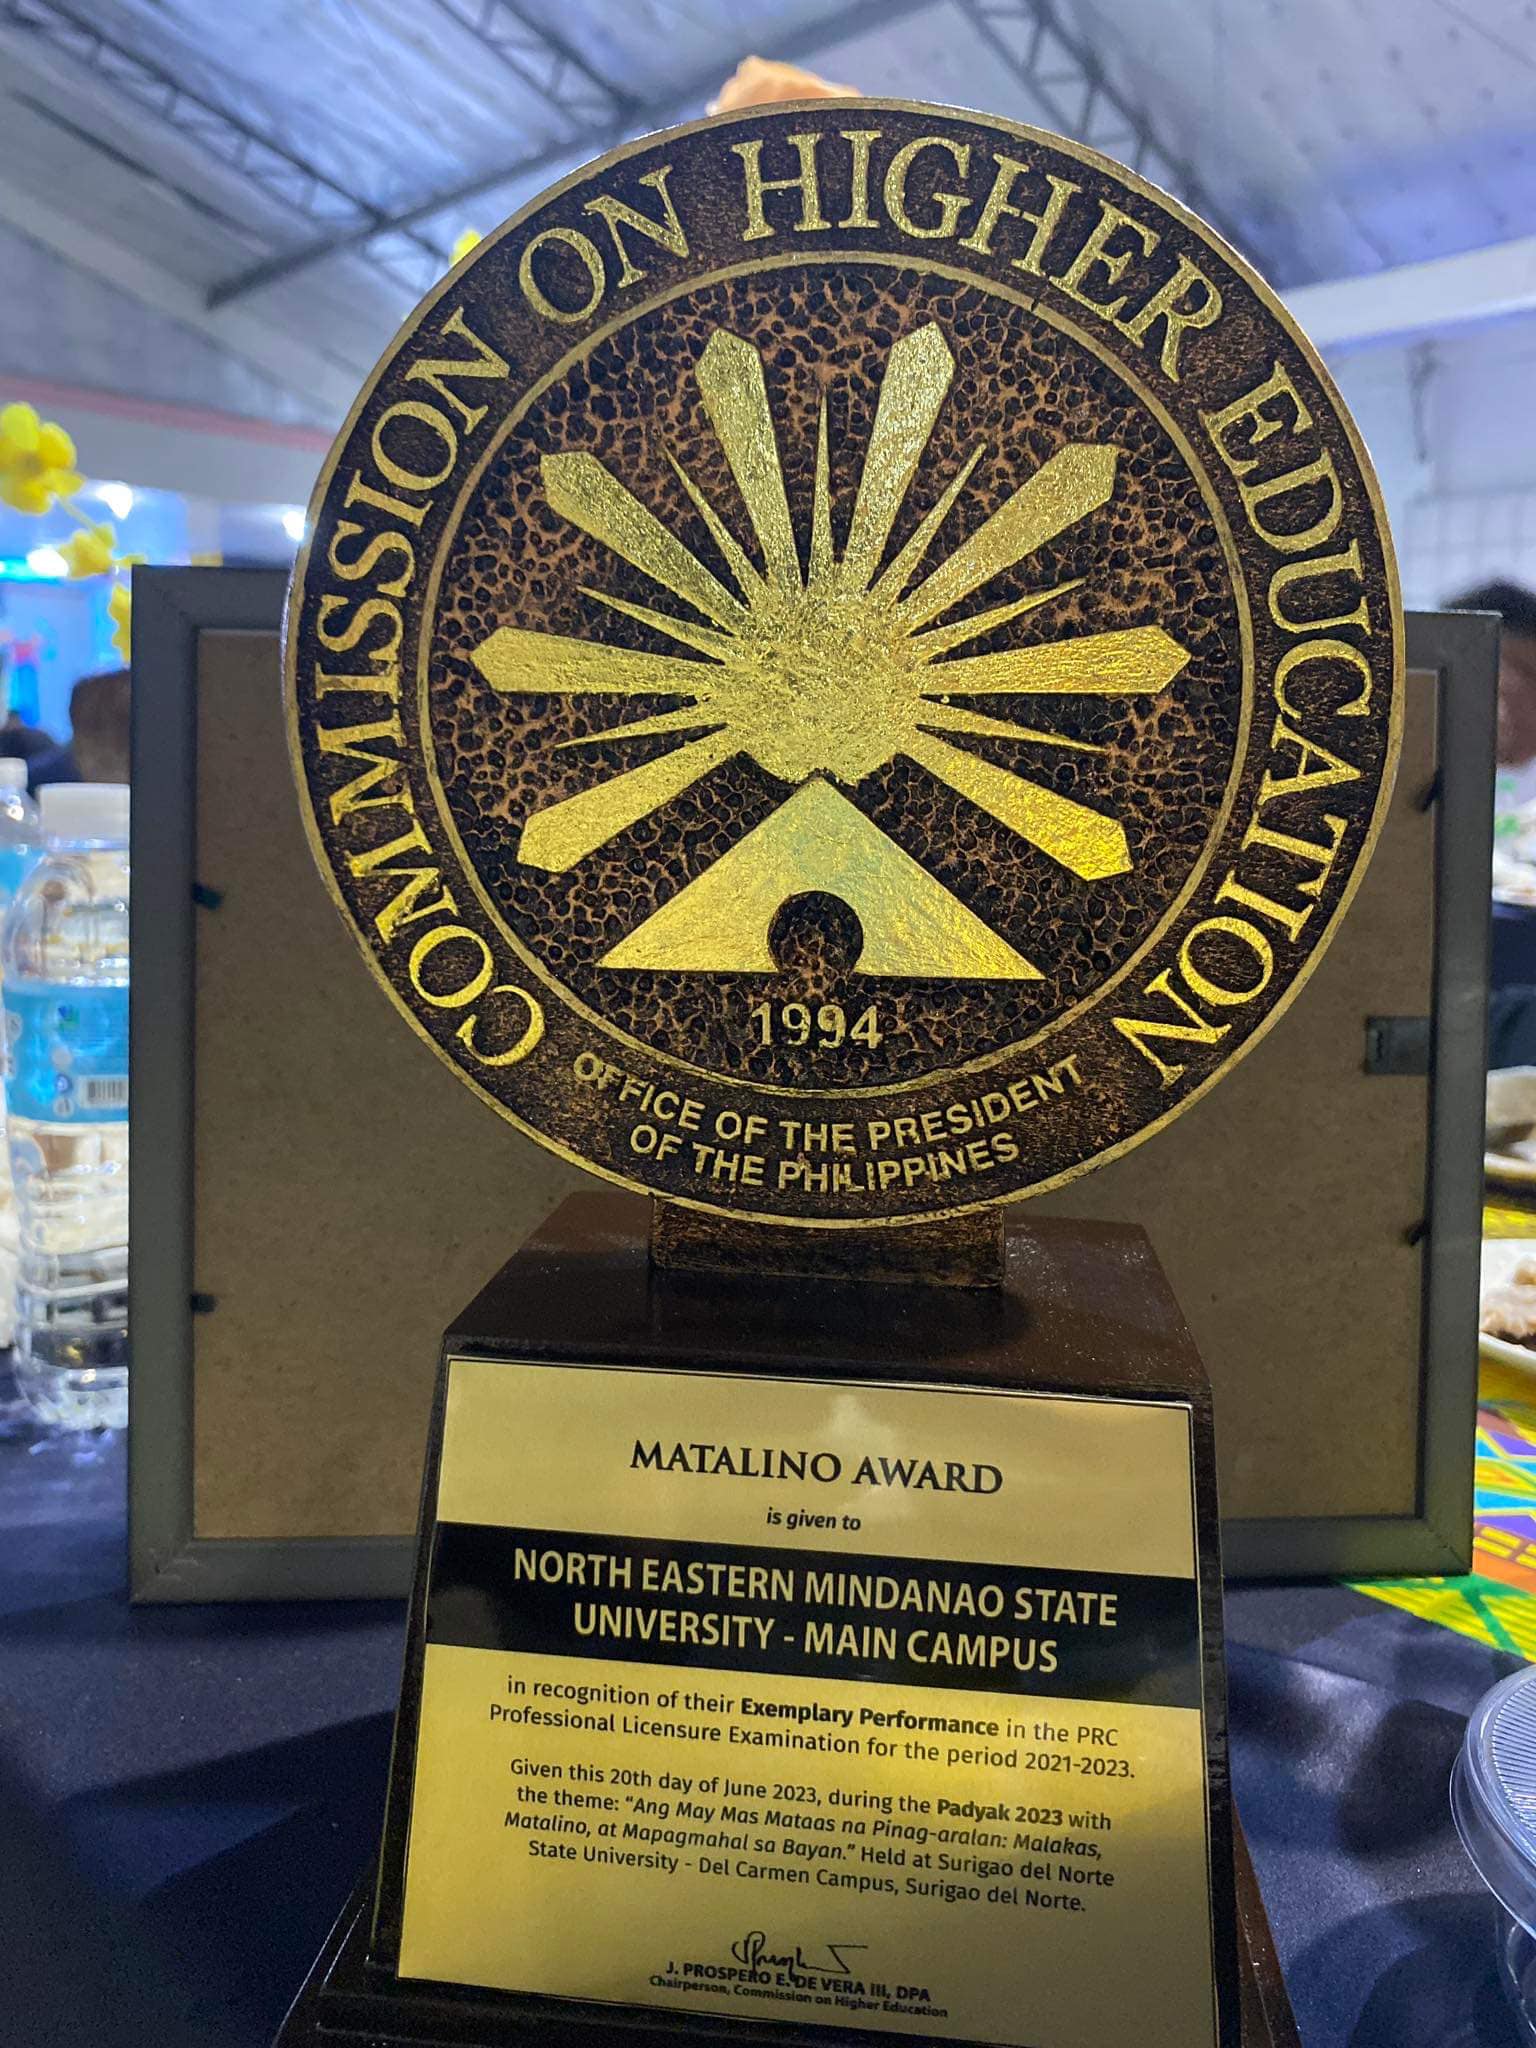 COMMISSION ON HIGHER EDUCATION
1994
OFFICE OF THE PRESIDENT
OF THE PHILIPPINES
MATALINO AWARD
is given to
NORTH EASTERN MINDANAO STATE
UNIVERSITY - MAIN CAMPUS
in recognition of their Exemplary Performance in the PRC
Professional Licensure Examination for the period 2021-2023.
Given this 20th day of June 2023, during the Padyak 2023 with
the theme: "Ang May Mas Mataas na Pinag-aralan: Malakas,
Matalino, at Mapagmahal sa Bayan." Held at Surigao del Norte
State University - Del Carmen Campus, Surigao del Norte.
J. PROSPERO E. DE VERA III, DPA
Chairperson, Commission on Higher Education